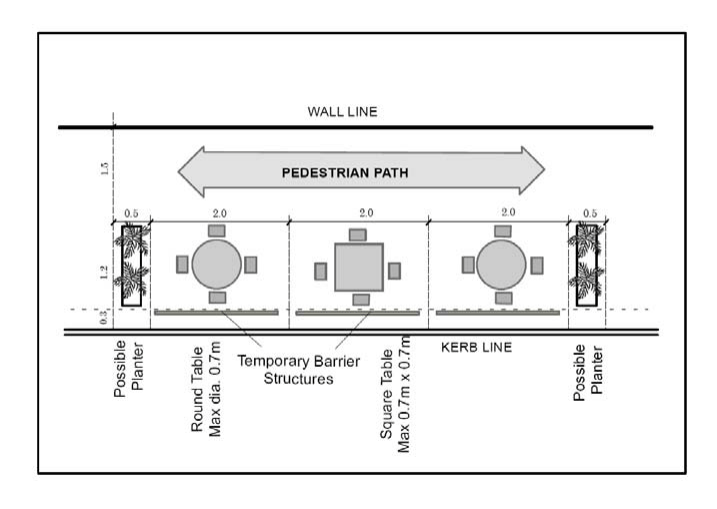 WALL LINE
1.5
PEDESTRIAN PATH
0.5
2.0
2.0
2.0
0.5
1.2
0.3
KERB LINE
Possible
Planter
Round Table
Max dia. 0.7m
Temporary Barrier
Structures
Square Table
Max 0.7m x 0.7m
Possible
Planter